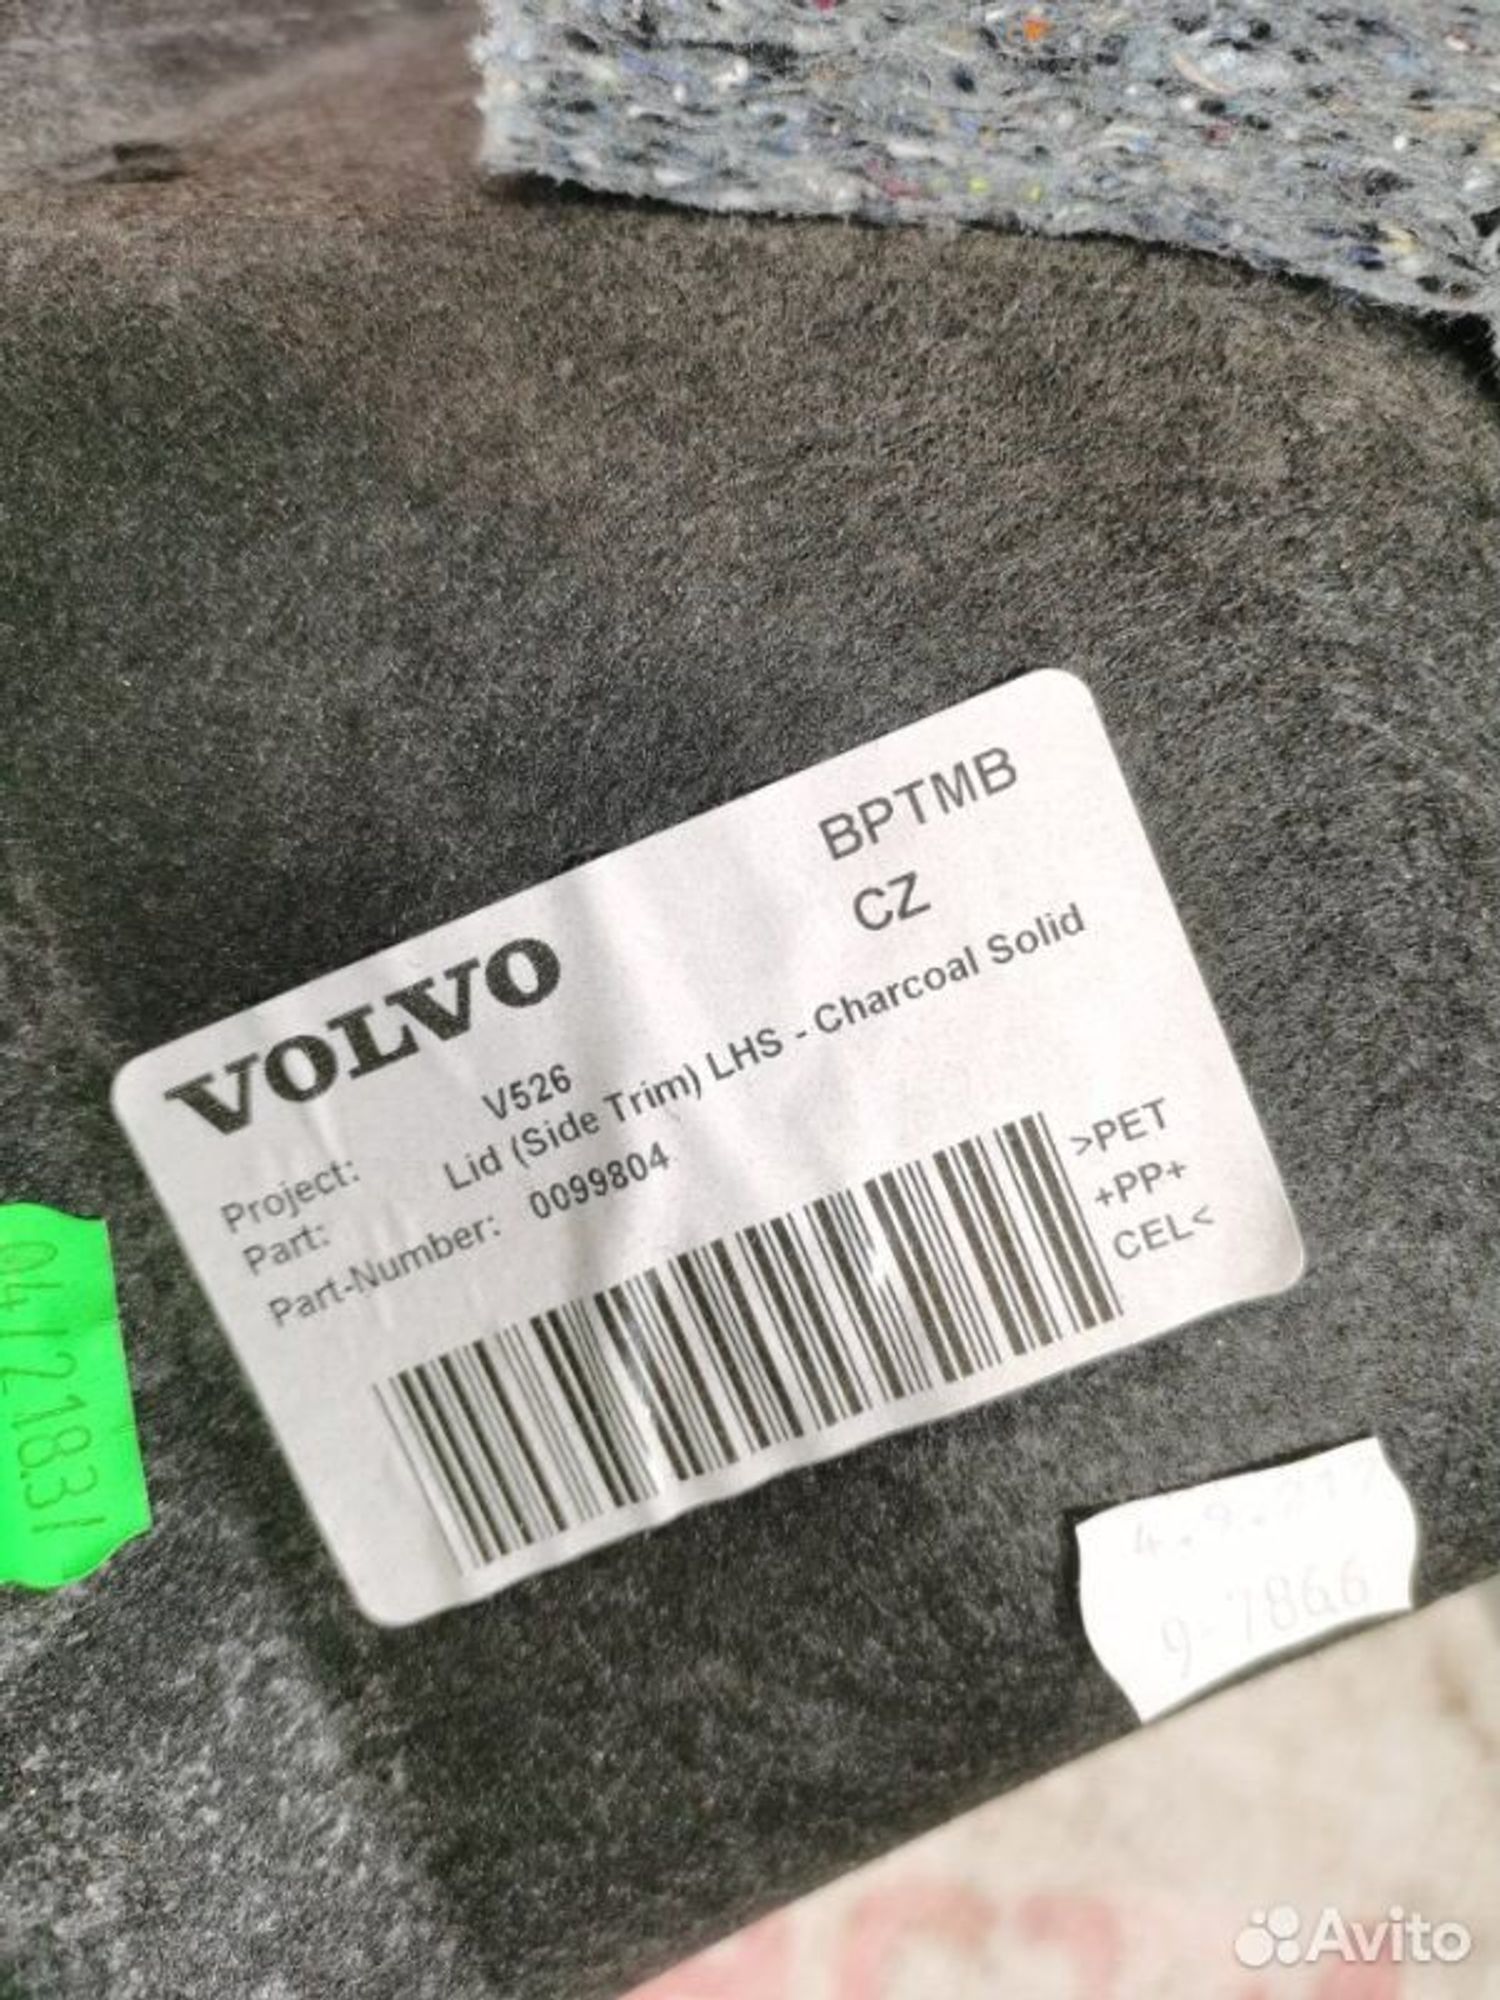 VOLVO
BPTMB
CZ
Project: V526
Part: Lid (Side Trim) LHS - Charcoal Solid
Part-Number: 0099804
>PET
+PP+
CEL<
9-7866
Avito